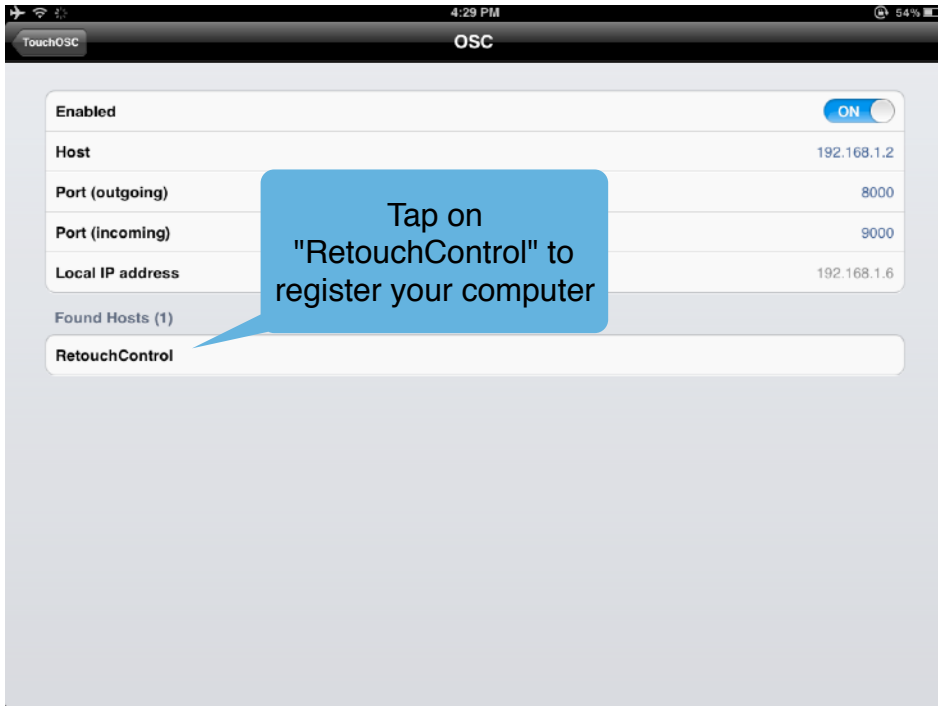 4:29 PM
54%
TouchOSC
OSC
Enabled
ON
Host
192.168.1.2
Port (outgoing)
8000
Port (incoming)
9000
Local IP address
192.168.1.6
Tap on
"RetouchControl" to
register your computer
Found Hosts (1)
RetouchControl